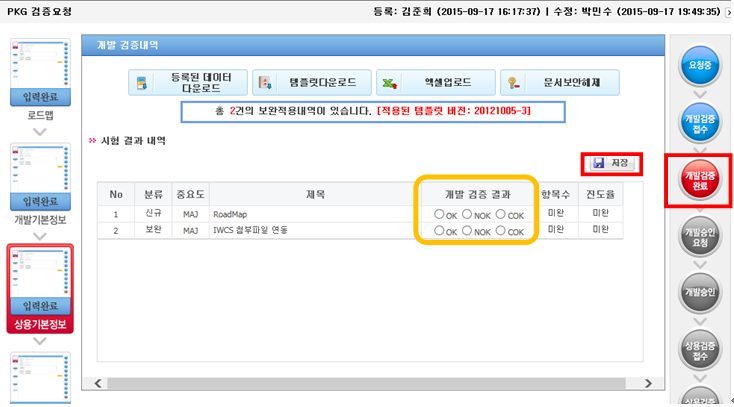 PKG 검증요청
등록: 김준희 (2015-09-17 16:17:37) | 수정: 박민수 (2015-09-17 19:49:35)
입력완료
로드맵
입력완료
개발기본정보
입력완료
상용기본정보
개발 검증내역
등록된 데이터
다운로드
템플릿다운로드
엑셀업로드
문서보안해제
총 2건의 보완적용내역이 있습니다. [적용된 템플릿 버젼: 20121005-3]
시험 결과 내역
저장
No 분류 중요도 제목 개발 검증 결과 항목수 진도율
1 신규 MAJ RoadMap OK NOK COK 미완 미완
2 보완 MAJ IWCS 첨부파일 연동 OK NOK COK 미완 미완
요청중
개발검증
접수
개발검증
완료
개발승인
요청
개발승인
상용검증
접수
상용검증